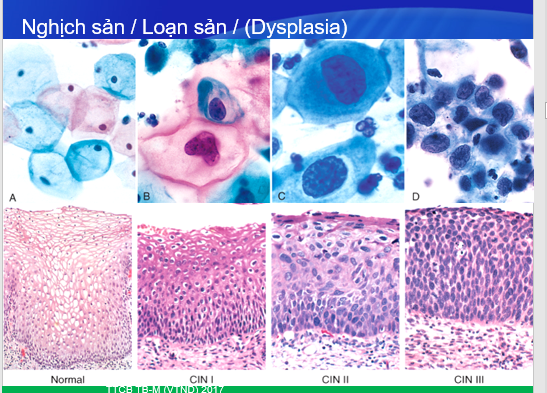 Nghịch sản / Loạn sản / (Dysplasia)
A B C D
Normal CIN I CIN II CIN III
TTCB TB-M (VTND) 2017